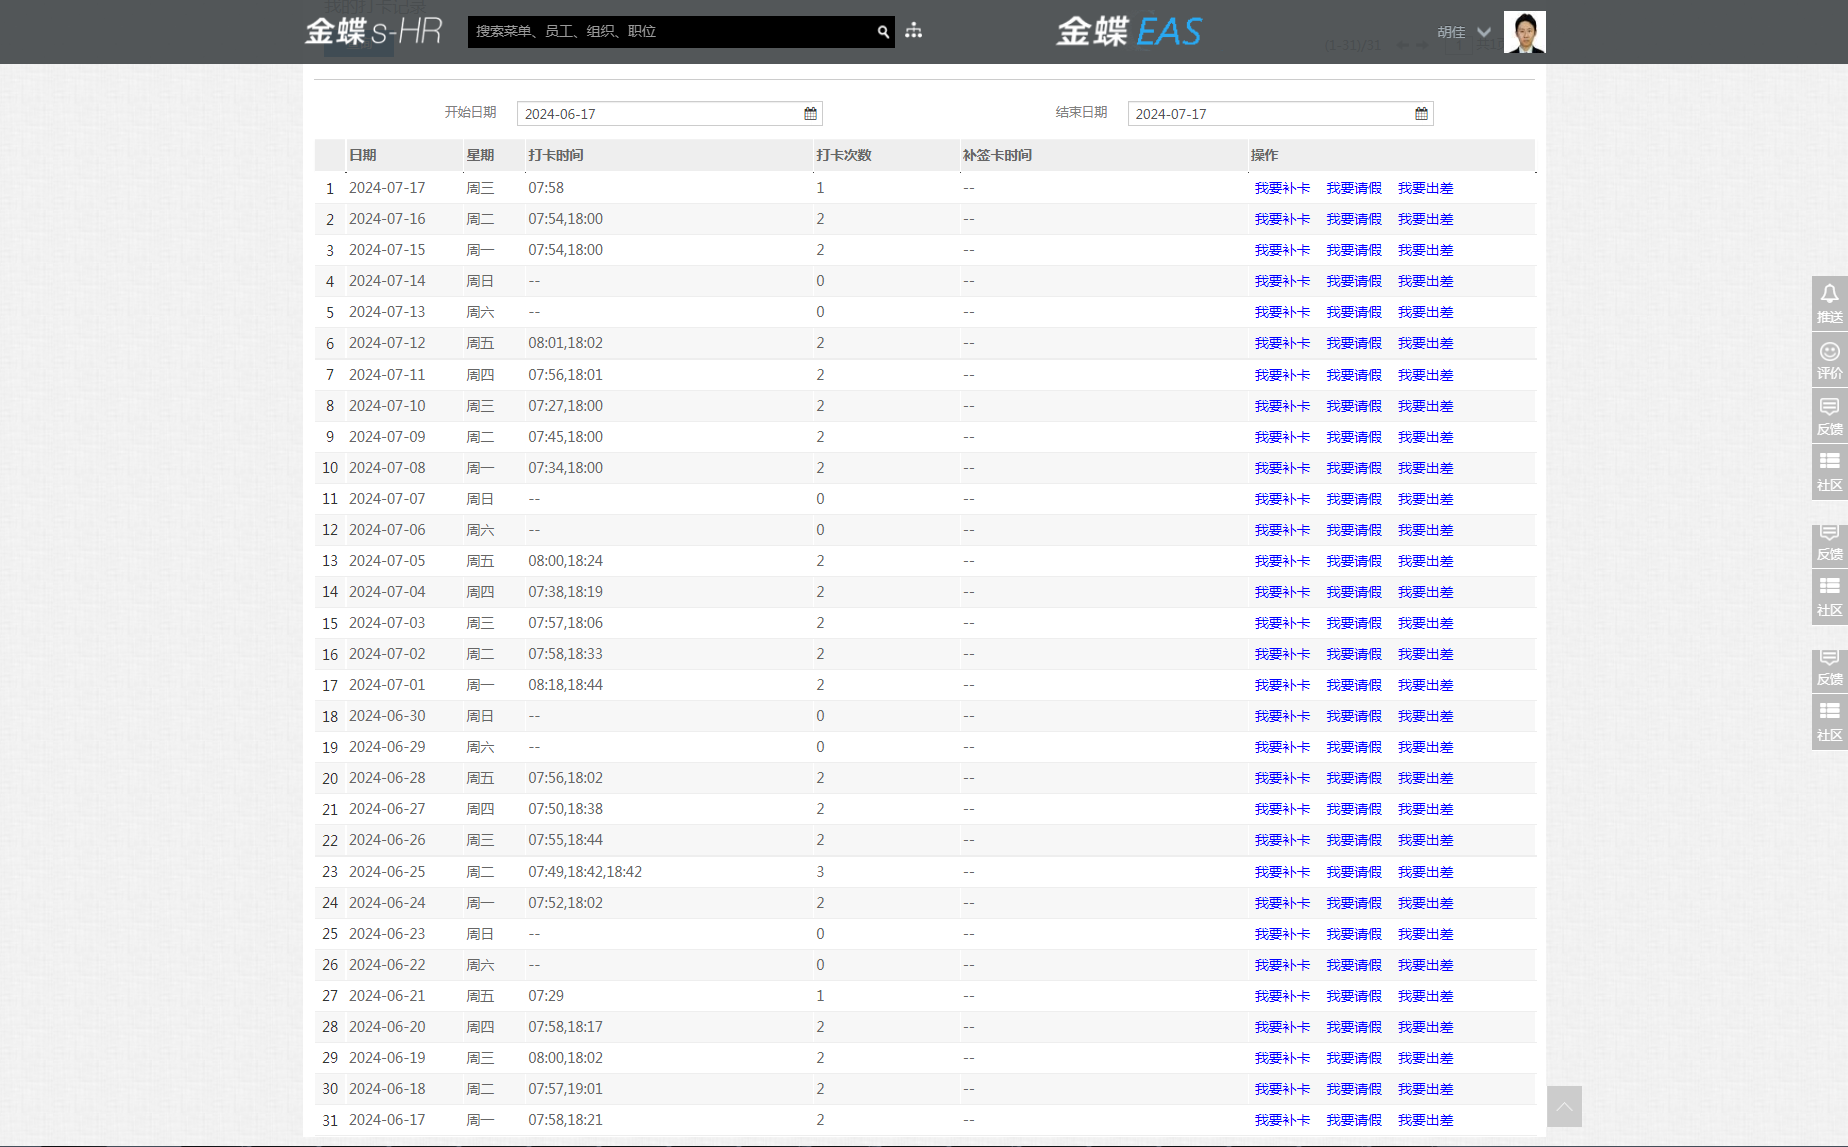 我的打卡记录
金蝶 s-HR
搜索菜单、员工、组织、职位
金蝶 EAS
(1-31)/31
胡佳
开始日期 2024-06-17 结束日期 2024-07-17
日期 星期 打卡时间 打卡次数 补签卡时间 操作
1 2024-07-17 周三 07:58 1 -- 我要补卡 我要请假 我要出差
2 2024-07-16 周二 07:54,18:00 2 -- 我要补卡 我要请假 我要出差
3 2024-07-15 周一 07:54,18:00 2 -- 我要补卡 我要请假 我要出差
4 2024-07-14 周日 -- 0 -- 我要补卡 我要请假 我要出差
5 2024-07-13 周六 -- 0 -- 我要补卡 我要请假 我要出差
6 2024-07-12 周五 08:01,18:02 2 -- 我要补卡 我要请假 我要出差
7 2024-07-11 周四 07:56,18:01 2 -- 我要补卡 我要请假 我要出差
8 2024-07-10 周三 07:27,18:00 2 -- 我要补卡 我要请假 我要出差
9 2024-07-09 周二 07:45,18:00 2 -- 我要补卡 我要请假 我要出差
10 2024-07-08 周一 07:34,18:00 2 -- 我要补卡 我要请假 我要出差
11 2024-07-07 周日 -- 0 -- 我要补卡 我要请假 我要出差
12 2024-07-06 周六 -- 0 -- 我要补卡 我要请假 我要出差
13 2024-07-05 周五 08:00,18:24 2 -- 我要补卡 我要请假 我要出差
14 2024-07-04 周四 07:38,18:19 2 -- 我要补卡 我要请假 我要出差
15 2024-07-03 周三 07:57,18:06 2 -- 我要补卡 我要请假 我要出差
16 2024-07-02 周二 07:58,18:33 2 -- 我要补卡 我要请假 我要出差
17 2024-07-01 周一 08:18,18:44 2 -- 我要补卡 我要请假 我要出差
18 2024-06-30 周日 -- 0 -- 我要补卡 我要请假 我要出差
19 2024-06-29 周六 -- 0 -- 我要补卡 我要请假 我要出差
20 2024-06-28 周五 07:56,18:02 2 -- 我要补卡 我要请假 我要出差
21 2024-06-27 周四 07:50,18:38 2 -- 我要补卡 我要请假 我要出差
22 2024-06-26 周三 07:55,18:44 2 -- 我要补卡 我要请假 我要出差
23 2024-06-25 周二 07:49,18:42,18:42 3 -- 我要补卡 我要请假 我要出差
24 2024-06-24 周一 07:52,18:02 2 -- 我要补卡 我要请假 我要出差
25 2024-06-23 周日 -- 0 -- 我要补卡 我要请假 我要出差
26 2024-06-22 周六 -- 0 -- 我要补卡 我要请假 我要出差
27 2024-06-21 周五 07:29 1 -- 我要补卡 我要请假 我要出差
28 2024-06-20 周四 07:58,18:17 2 -- 我要补卡 我要请假 我要出差
29 2024-06-19 周三 08:00,18:02 2 -- 我要补卡 我要请假 我要出差
30 2024-06-18 周二 07:57,19:01 2 -- 我要补卡 我要请假 我要出差
31 2024-06-17 周一 07:58,18:21 2 -- 我要补卡 我要请假 我要出差
推送
评价
反馈
社区
反馈
社区
反馈
社区